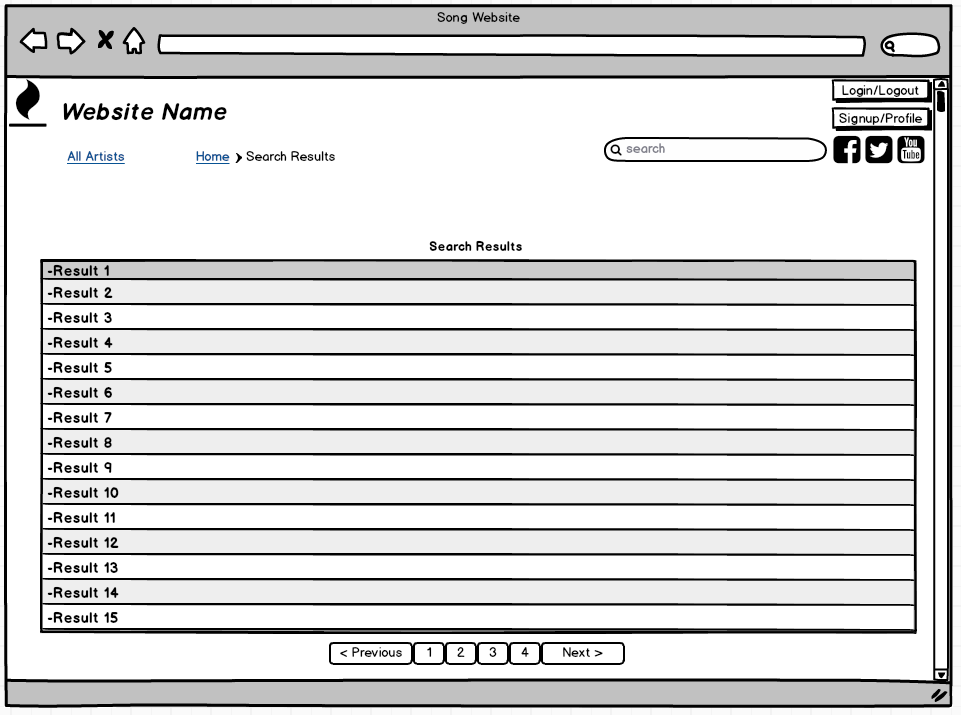 Song Website
Login/Logout
Website Name
Signup/Profile
All Artists Home > Search Results
search
You
Tube
Search Results
-Result 1
-Result 2
-Result 3
-Result 4
-Result 5
-Result 6
-Result 7
-Result 8
-Result 9
-Result 10
-Result 11
-Result 12
-Result 13
-Result 14
-Result 15
< Previous 1 2 3 4 Next >